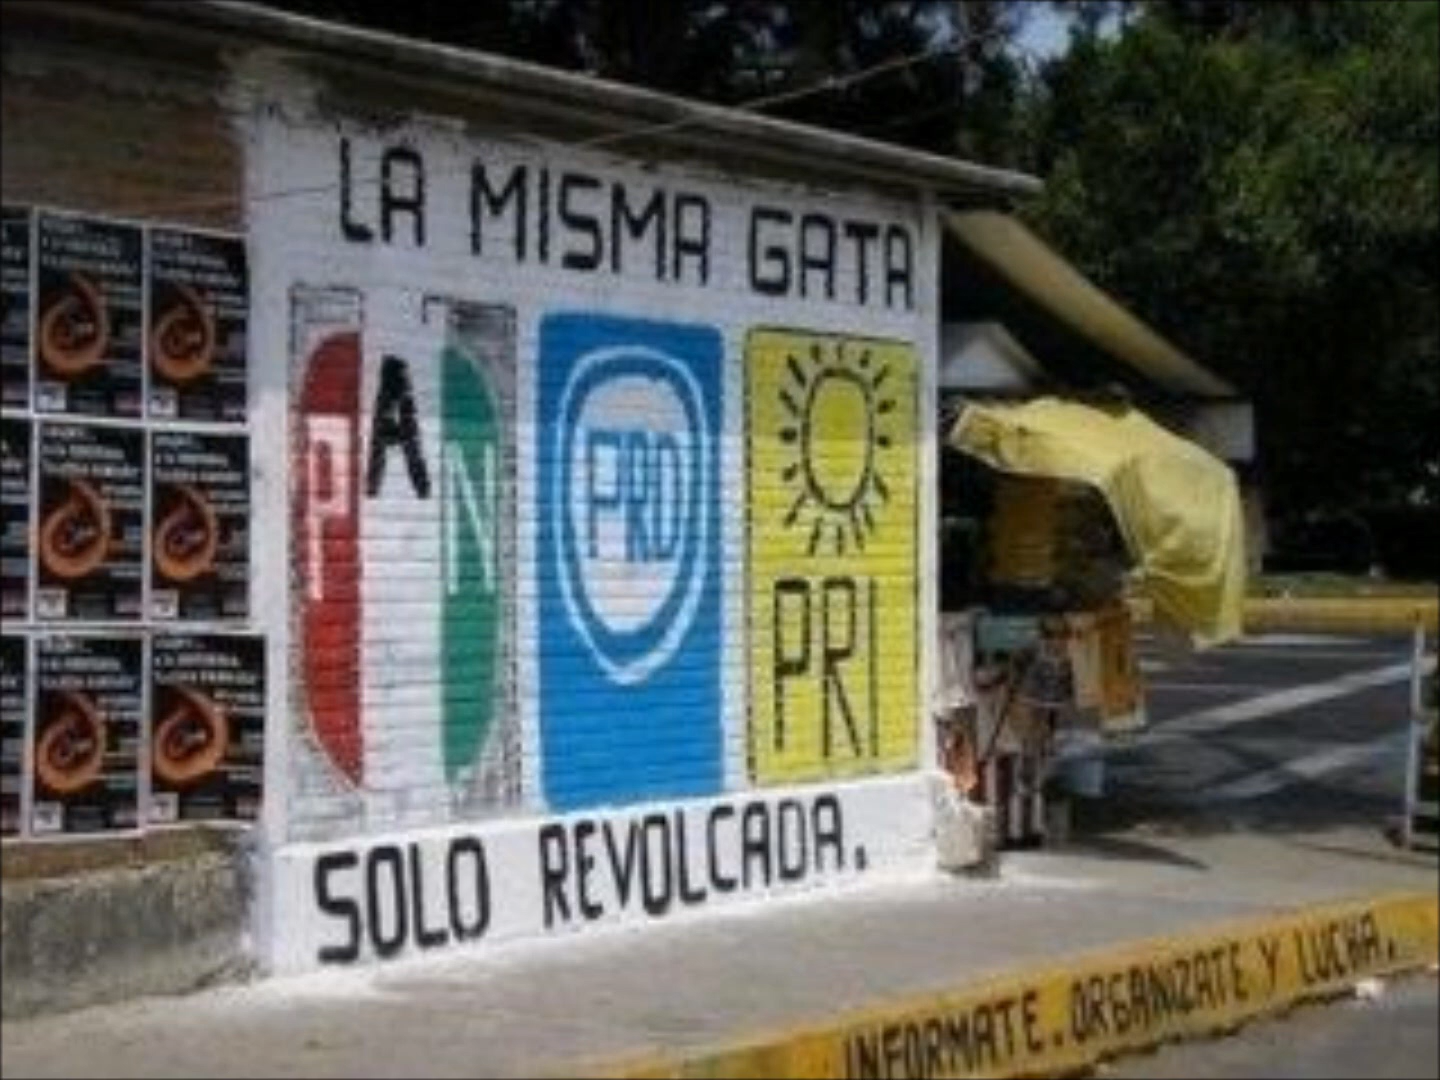 LA MISMA GATA
PAN
PRD
PRI
SOLO REVOLCADA.
INFORMATE. ORGANIZATE Y LUCHA.